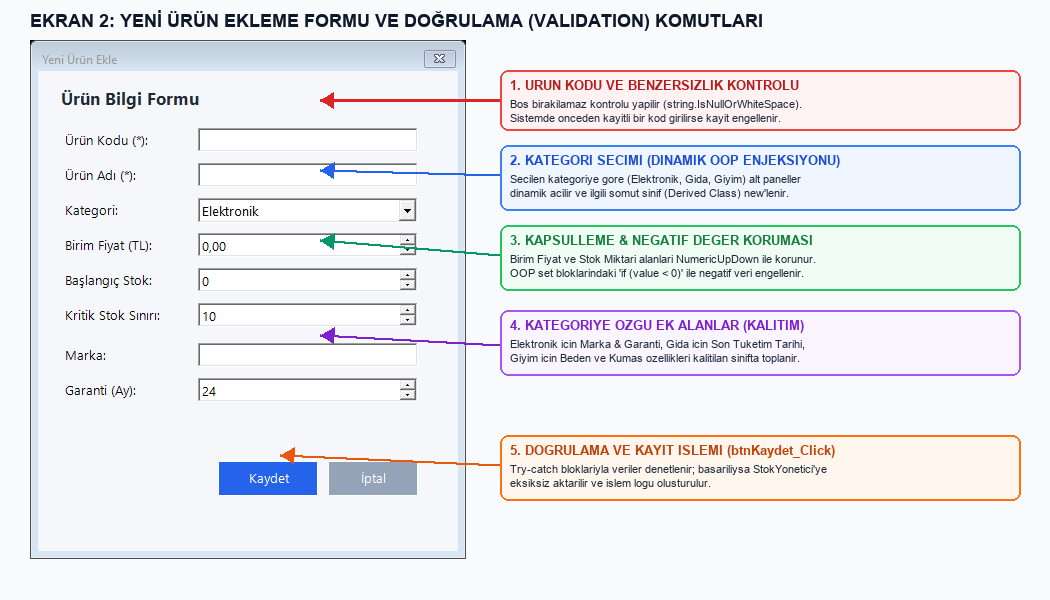 EKRAN 2: YENİ ÜRÜN EKLEME FORMU VE DOĞRULAMA (VALIDATION) KOMUTLARI
Yeni Ürün Ekle
Ürün Bilgi Formu
Ürün Kodu (*):
Ürün Adı (*):
Kategori:
Elektronik
Birim Fiyat (TL):
0,00
Başlangıç Stok:
0
Kritik Stok Sınırı:
10
Marka:
Garanti (Ay):
24
Kaydet
İptal
1. URUN KODU VE BENZERSIZLIK KONTROLU
Bos birakilamaz kontrolu yapilir (string.IsNullOrWhiteSpace).
Sistemde onceden kayitli bir kod girilirse kayit engellenir.
2. KATEGORI SECIMI (DINAMIK OOP ENJEKSIYONU)
Secilen kategoriye gore (Elektronik, Gida, Giyim) alt paneller
dinamik acilir ve ilgili somut sinif (Derived Class) new'lenir.
3. KAPSULLEME & NEGATIF DEGER KORUMASI
Birim Fiyat ve Stok Miktari alanlari NumericUpDown ile korunur.
OOP set bloklarindaki 'if (value < 0)' ile negatif veri engellenir.
4. KATEGORIYE OZGU EK ALANLAR (KALITIM)
Elektronik icin Marka & Garanti, Gida icin Son Tuketim Tarihi,
Giyim icin Beden ve Kumas ozellikleri kalitilan sinifta toplanir.
5. DOGRULAMA VE KAYIT ISLEMI (btnKaydet_Click)
Try-catch bloklariyla veriler denetlenir; basariliysa StokYonetici'ye
eksiksiz aktarilir ve islem logu olusturulur.